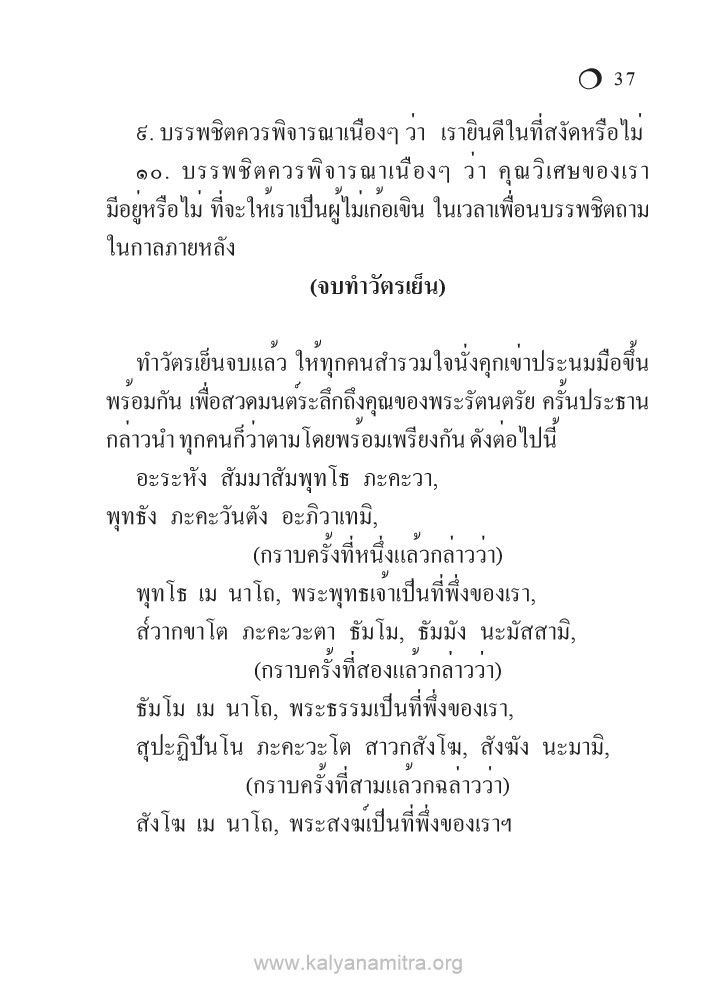 37
๙. บรรพชิตควรพิจารณาเนืองๆ ว่า เรายินดีในที่สงัดหรือไม่
๑๐. บรรพชิตควรพิจารณาเนืองๆ ว่า คุณวิเศษของเรา
มีอยู่หรือไม่ ที่จะให้เราเป็นผู้ไม่เก้อเขิน ในเวลาเพื่อนบรรพชิตถาม
ในกาลภายหลัง
(จบทำวัตรเย็น)
ทำวัตรเย็นจบแล้ว ให้ทุกคนสำรวมใจนั่งคุกเข่าประนมมือขึ้น
พร้อมกัน เพื่อสวดมนต์ระลึกถึงคุณของพระรัตนตรัย ครั้นประธาน
กล่าวนำ ทุกคนก็ว่าตามโดยพร้อมเพรียงกัน ดังต่อไปนี้
อะระหัง สัมมาสัมพุทโธ ภะคะวา,
พุทธัง ภะคะวันตัง อะภิวาเทมิ,
(กราบครั้งที่หนึ่งแล้วกล่าวว่า)
พุทโธ เม นาโถ, พระพุทธเจ้าเป็นที่พึ่งของเรา,
ส๎วากขาโต ภะคะวะตา ธัมโม, ธัมมัง นะมัสสามิ,
(กราบครั้งที่สองแล้วกล่าวว่า)
ธัมโม เม นาโถ, พระธรรมเป็นที่พึ่งของเรา,
สุปะฏิปันโน ภะคะวะโต สาวกสังโฆ, สังฆัง นะมามิ,
(กราบครั้งที่สามแล้วกฉล่าวว่า)
สังโฆ เม นาโถ, พระสงฆ์เป็นที่พึ่งของเราฯ
www.kalyanamitra.org